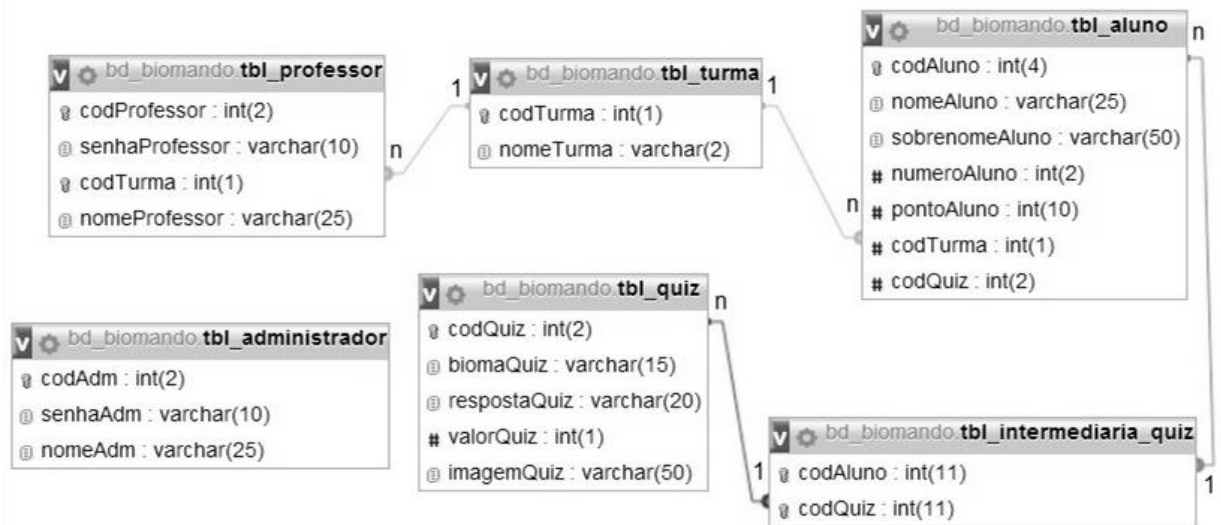 bd_biomando.tbl_professor
codProfessor : int(2)
senhaProfessor : varchar(10)
codTurma : int(1)
nomeProfessor : varchar(25)
n
1
bd_biomando.tbl_turma
codTurma : int(1)
nomeTurma : varchar(2)
1
n
bd_biomando.tbl_aluno
n
codAluno : int(4)
nomeAluno : varchar(25)
sobrenomeAluno : varchar(50)
# numeroAluno : int(2)
# pontoAluno : int(10)
# codTurma : int(1)
# codQuiz : int(2)
bd_biomando.tbl_administrador
codAdm : int(2)
senhaAdm : varchar(10)
nomeAdm : varchar(25)
bd_biomando.tbl_quiz
n
codQuiz : int(2)
biomaQuiz : varchar(15)
respostaQuiz : varchar(20)
# valorQuiz : int(1)
imagemQuiz : varchar(50)
1
bd_biomando.tbl_intermediaria_quiz
codAluno : int(11)
codQuiz : int(11)
1